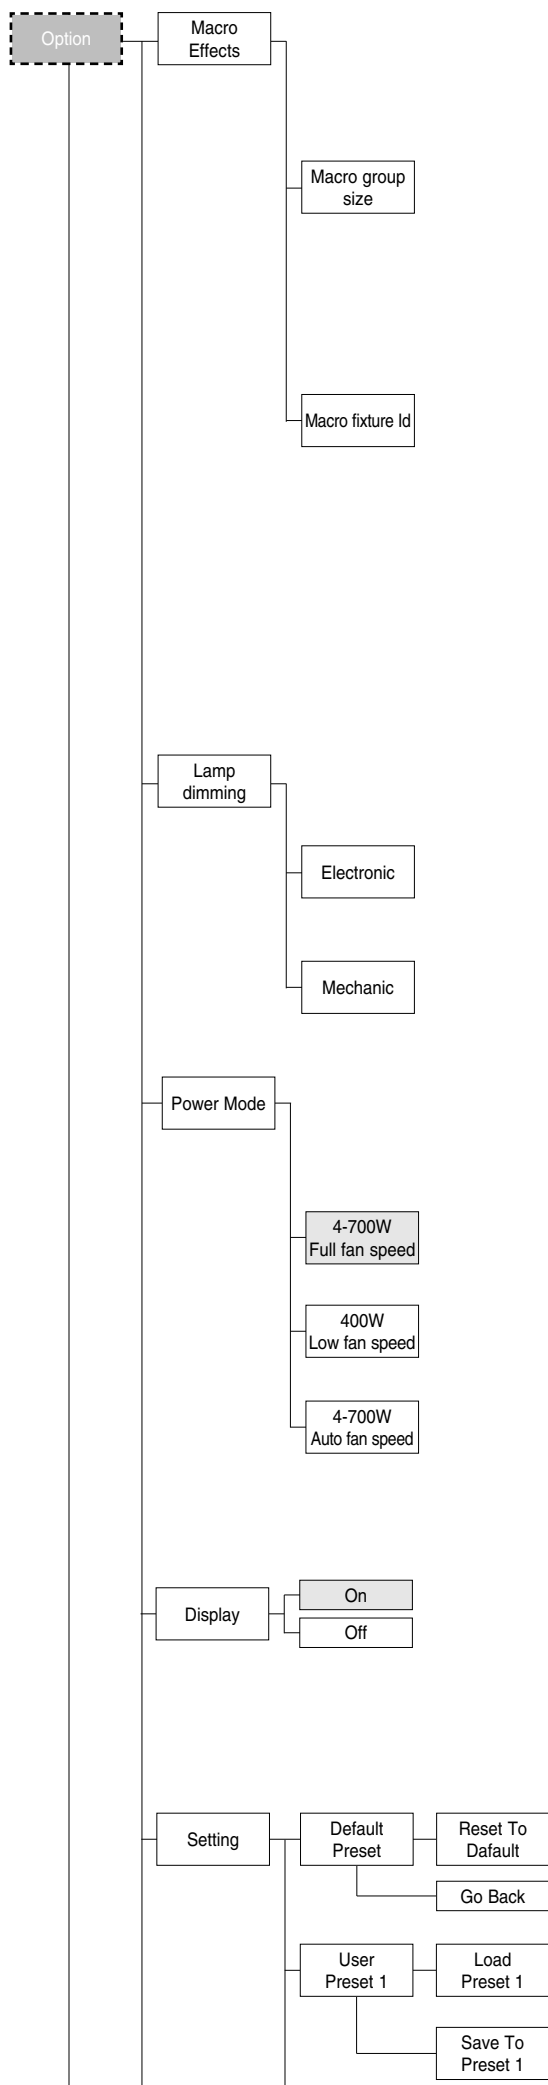 Option
Macro
Effects
Macro group
size
Macro fixture Id
Lamp
dimming
Electronic
Mechanic
Power Mode
4-700W
Full fan speed
400W
Low fan speed
4-700W
Auto fan speed
Display
On
Off
Setting
Default
Preset
Reset To
Dafault
Go Back
User
Preset 1
Load
Preset 1
Save To
Preset 1